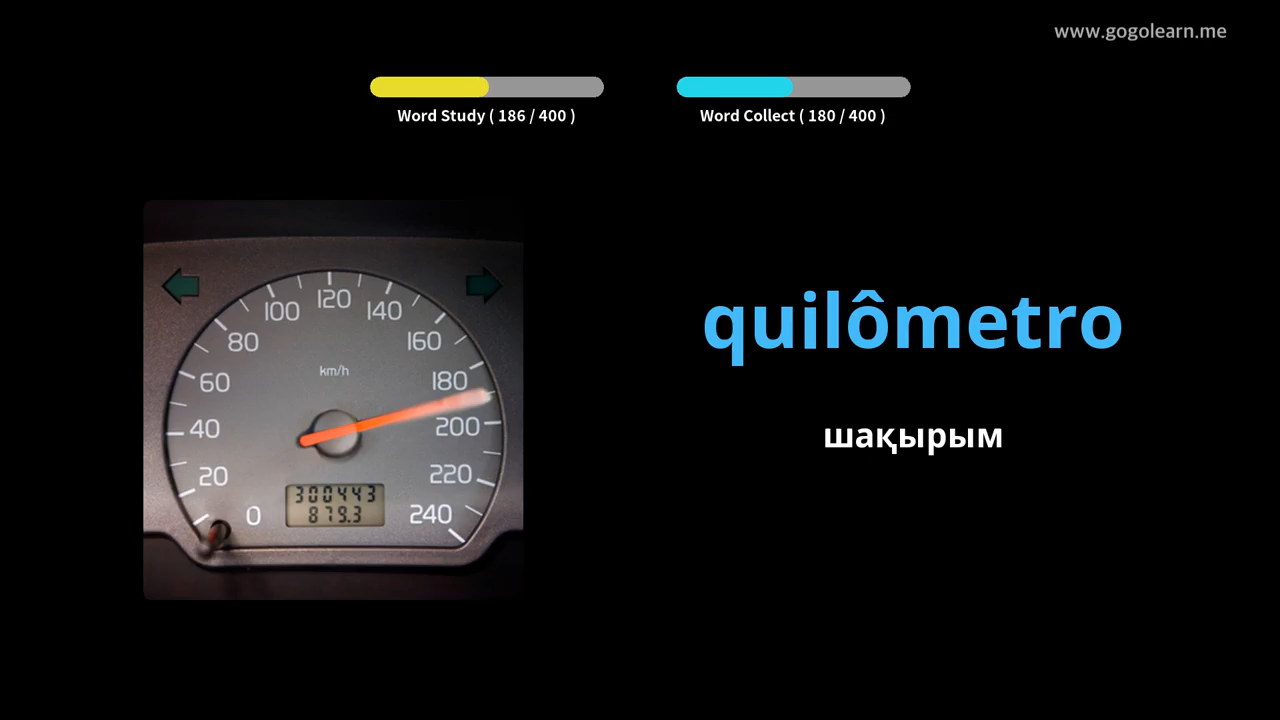 www.gogolearn.me
Word Study ( 186 / 400 )
Word Collect ( 180 / 400 )
quilômetro
шақырым
120
100
140
80
160
km/h
60
180
40
200
20
220
300443
879.3
0
240